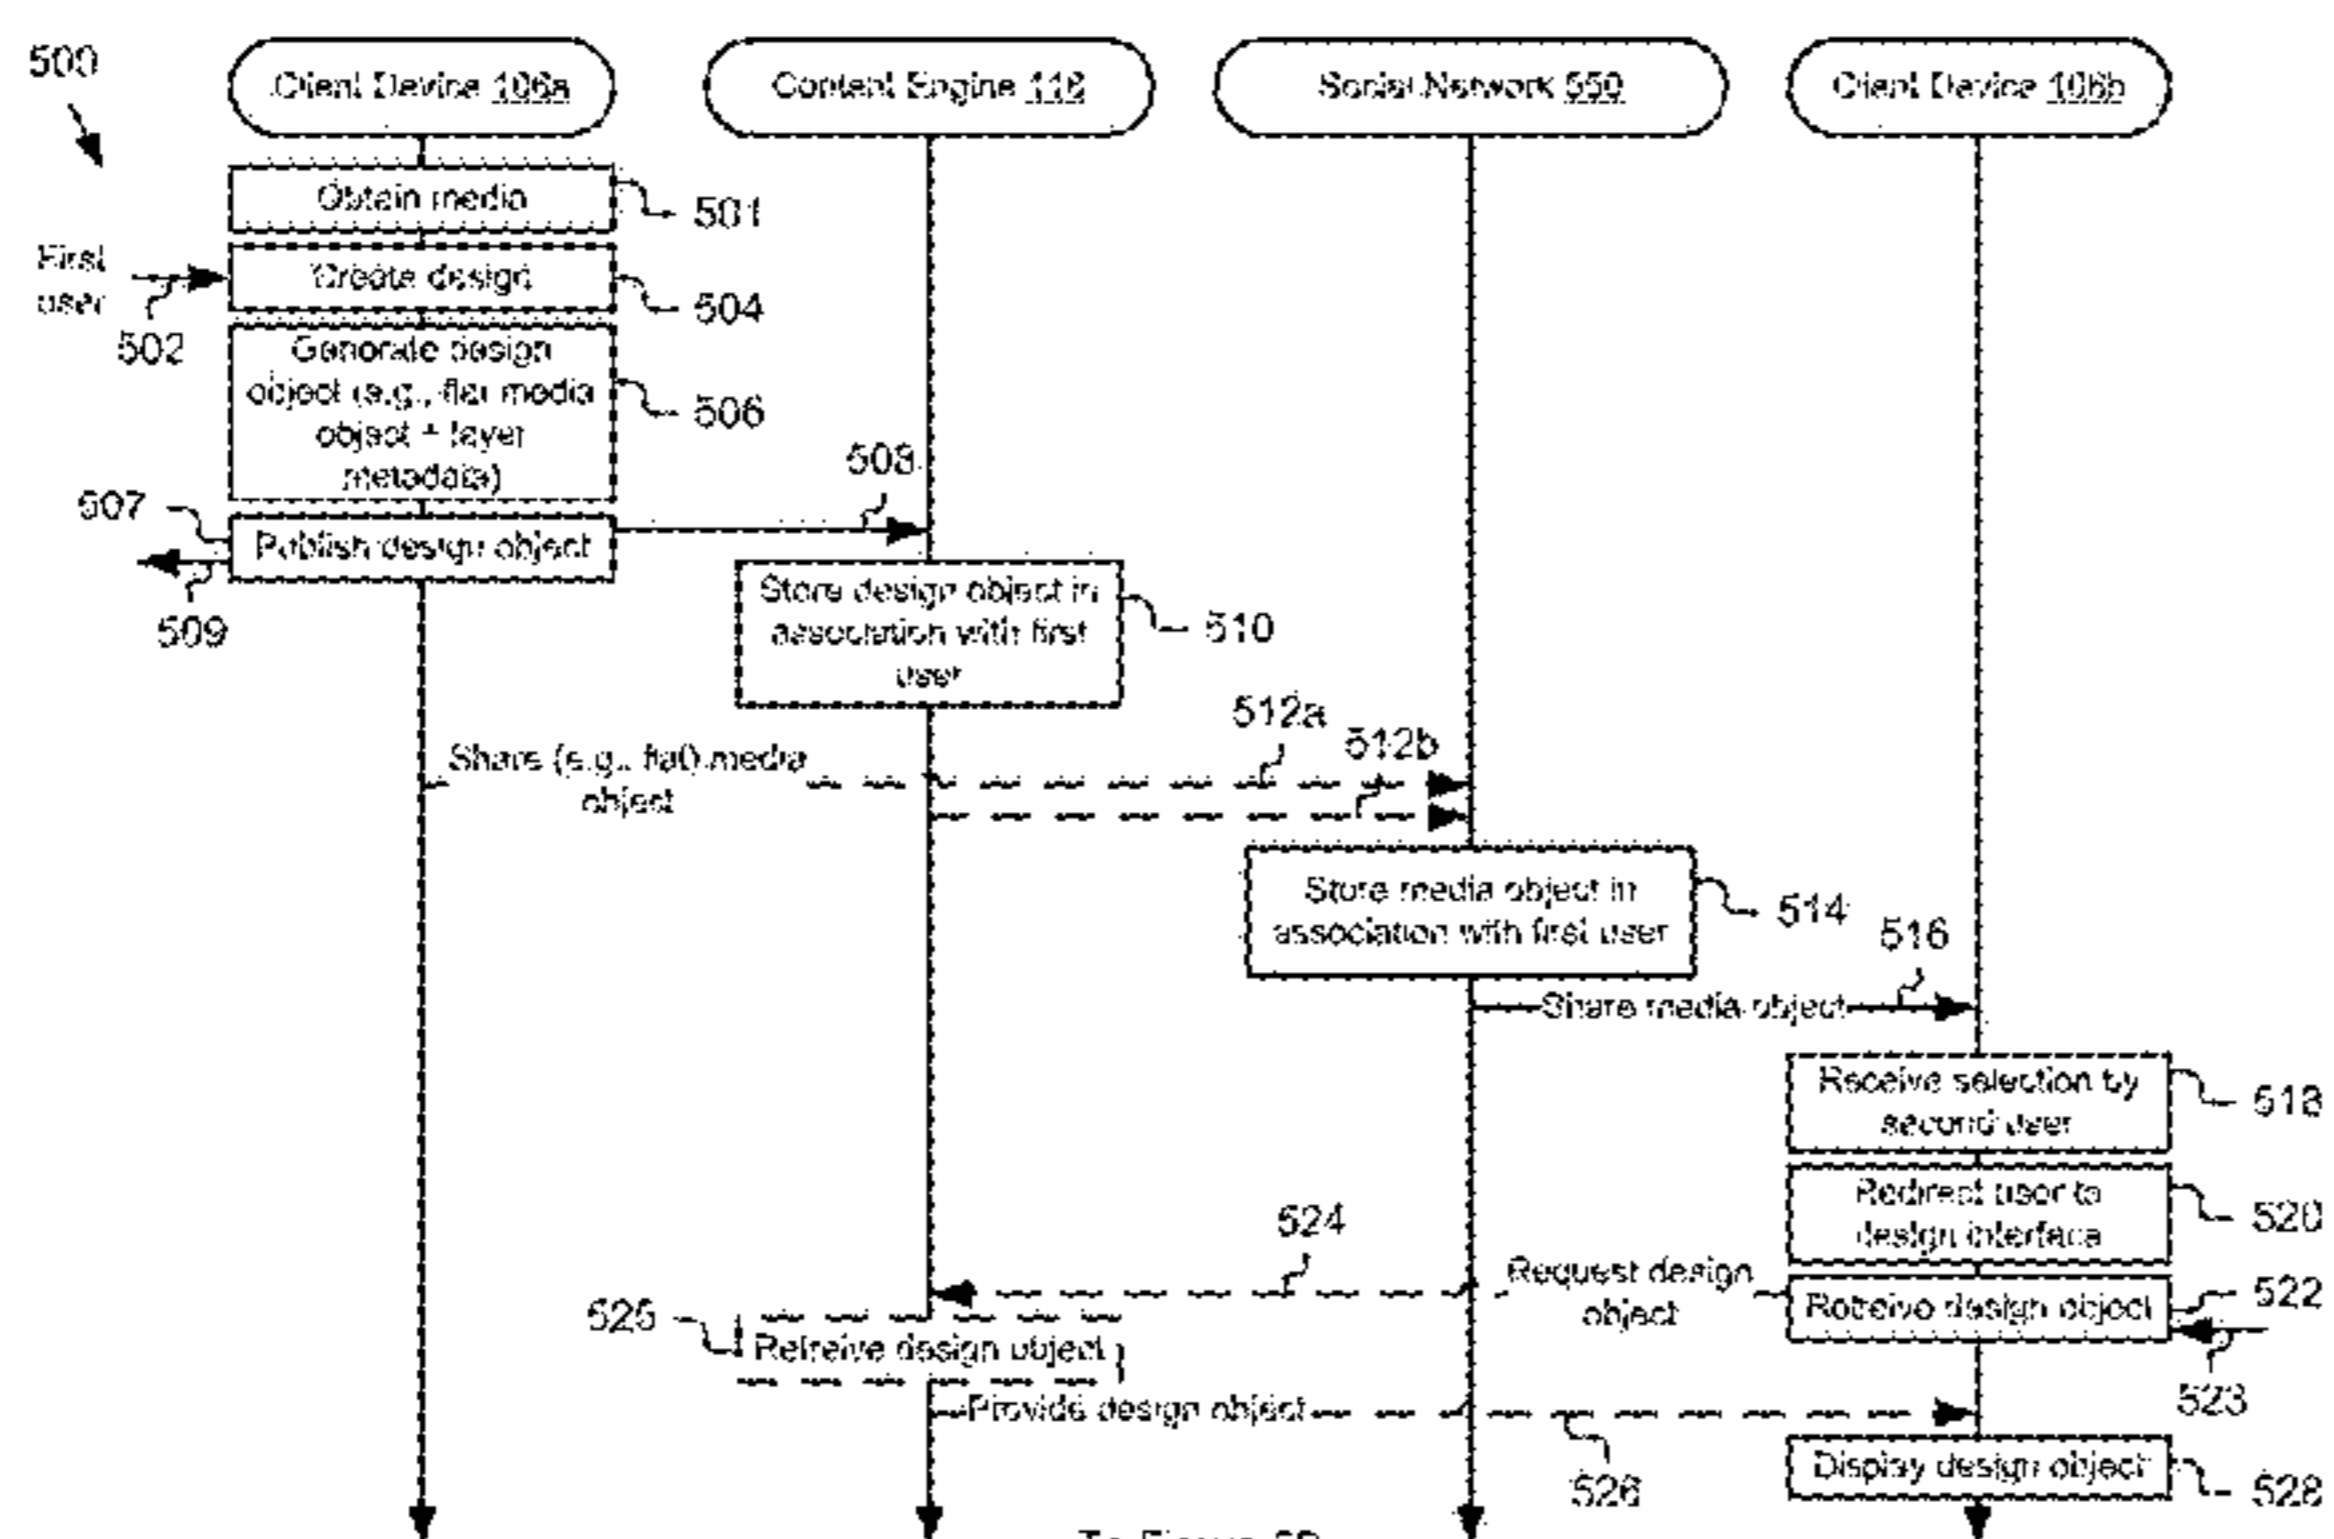 500
Client Device 106a
Content Engine 116
Social Network 550
Client Device 106b
Obtain media
501
First
user
502
Create design
504
Generate design
object (e.g., flat media
object + layer
metadata)
506
507
Publish design object
508
509
Store design object in
association with first
user
510
Share (e.g., flat) media
object
512a
512b
Store media object in
association with first user
514
516
Share media object
Receive selection by
second user
518
Redirect user to
design interface
520
524
Request design
object
Retreive design object
522
523
525
Retreive design object
Provide design object
526
Display design object
528